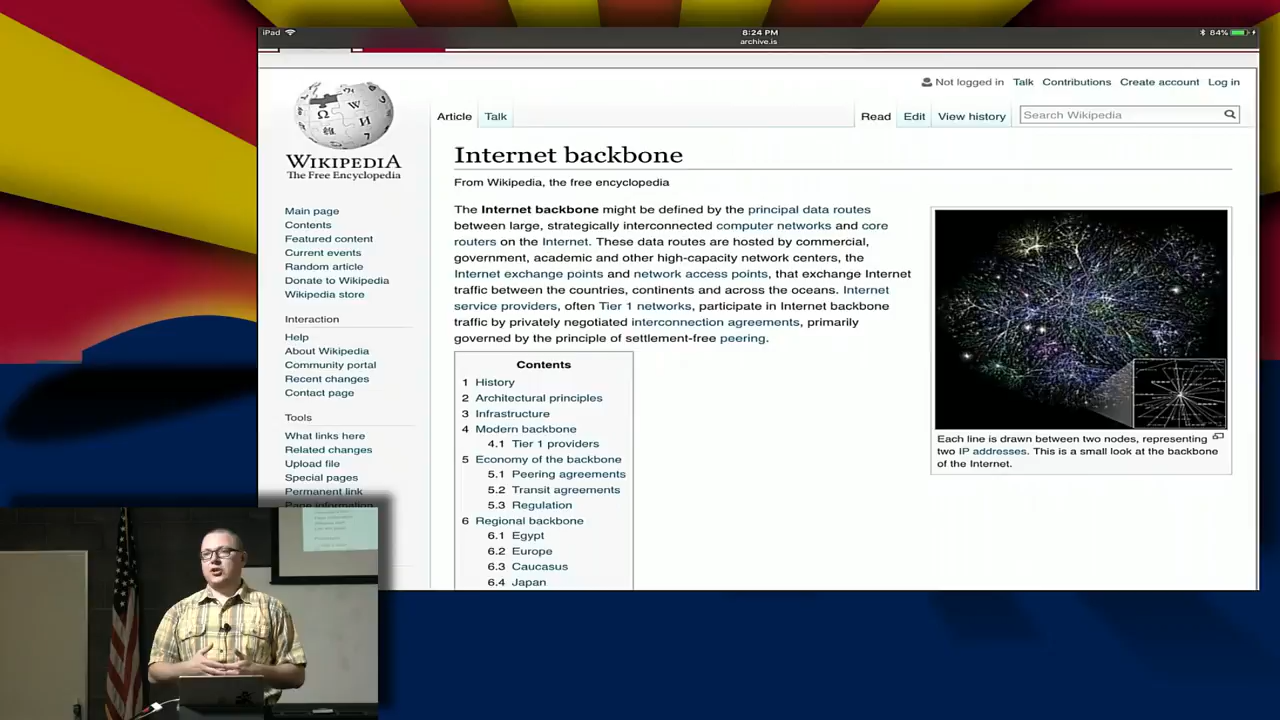 iPad
8:24 PM
84%
archive.is
Not logged in Talk Contributions Create account Log in
Article Talk
Read Edit View history
Search Wikipedia
WIKIPEDIA
The Free Encyclopedia
Main page
Contents
Featured content
Current events
Random article
Donate to Wikipedia
Wikipedia store
Interaction
Help
About Wikipedia
Community portal
Recent changes
Contact page
Tools
What links here
Related changes
Upload file
Special pages
Permanent link
Page information
Internet backbone
From Wikipedia, the free encyclopedia
The Internet backbone might be defined by the principal data routes
between large, strategically interconnected computer networks and core
routers on the Internet. These data routes are hosted by commercial,
government, academic and other high-capacity network centers, the
Internet exchange points and network access points, that exchange Internet
traffic between the countries, continents and across the oceans. Internet
service providers, often Tier 1 networks, participate in Internet backbone
traffic by privately negotiated interconnection agreements, primarily
governed by the principle of settlement-free peering.
Contents
1 History
2 Architectural principles
3 Infrastructure
4 Modern backbone
4.1 Tier 1 providers
5 Economy of the backbone
5.1 Peering agreements
5.2 Transit agreements
5.3 Regulation
6 Regional backbone
6.1 Egypt
6.2 Europe
6.3 Caucasus
6.4 Japan
Each line is drawn between two nodes, representing
two IP addresses. This is a small look at the backbone
of the Internet.